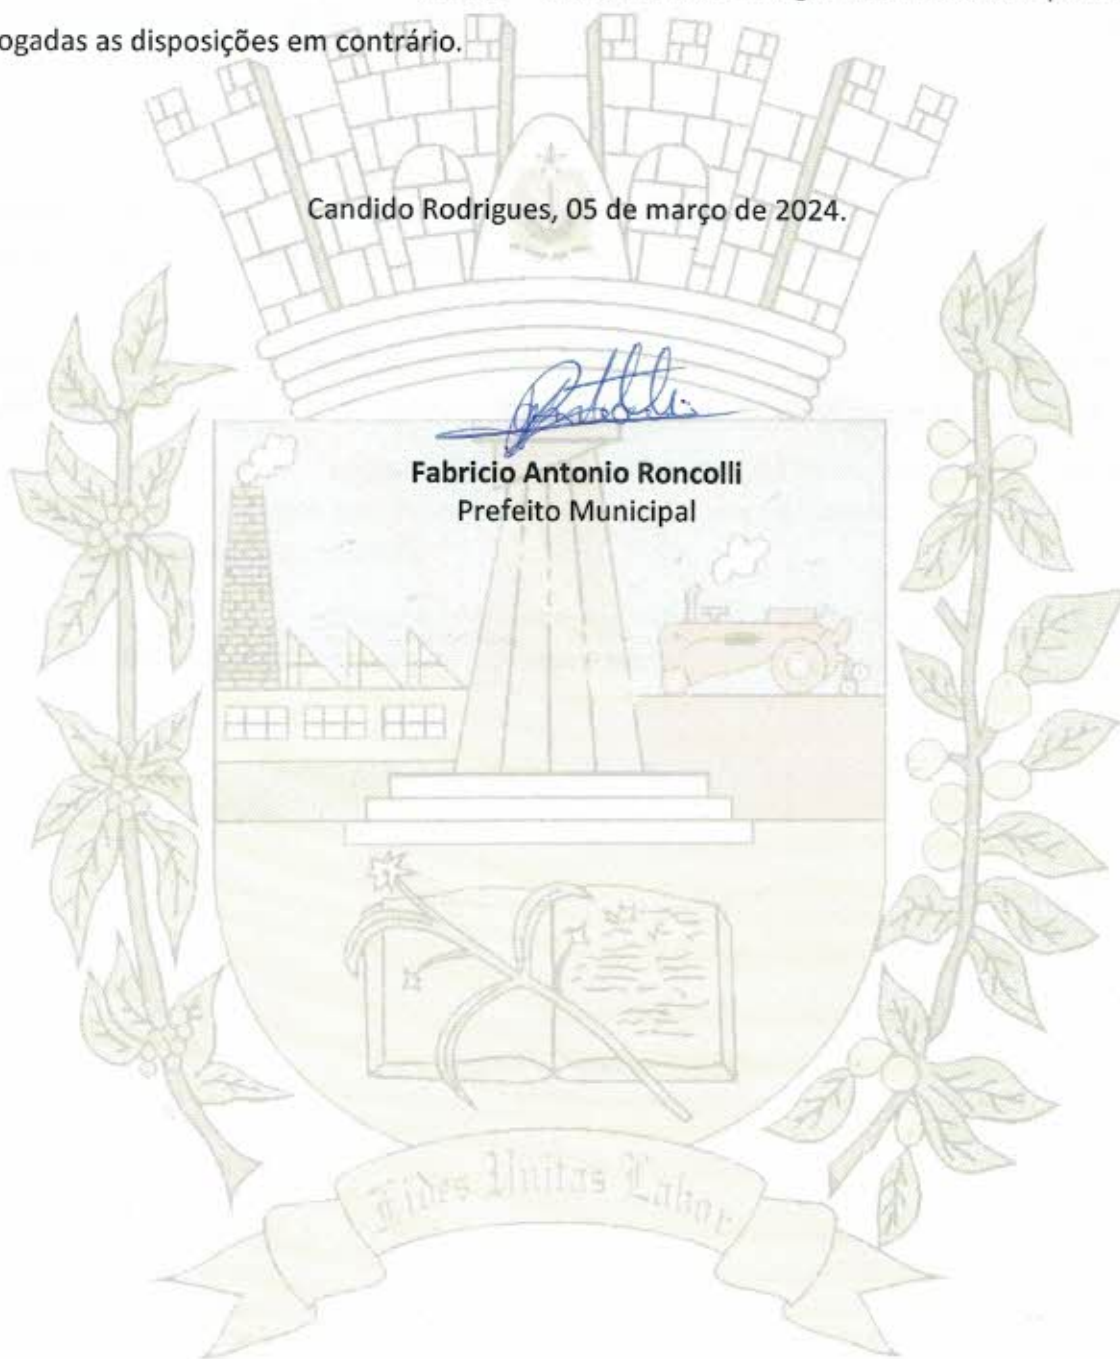 ogadas as disposições em contrário.
Candido Rodrigues, 05 de março de 2024.
Fabricio Antonio Roncolli
Prefeito Municipal
Fides Unitas Labor